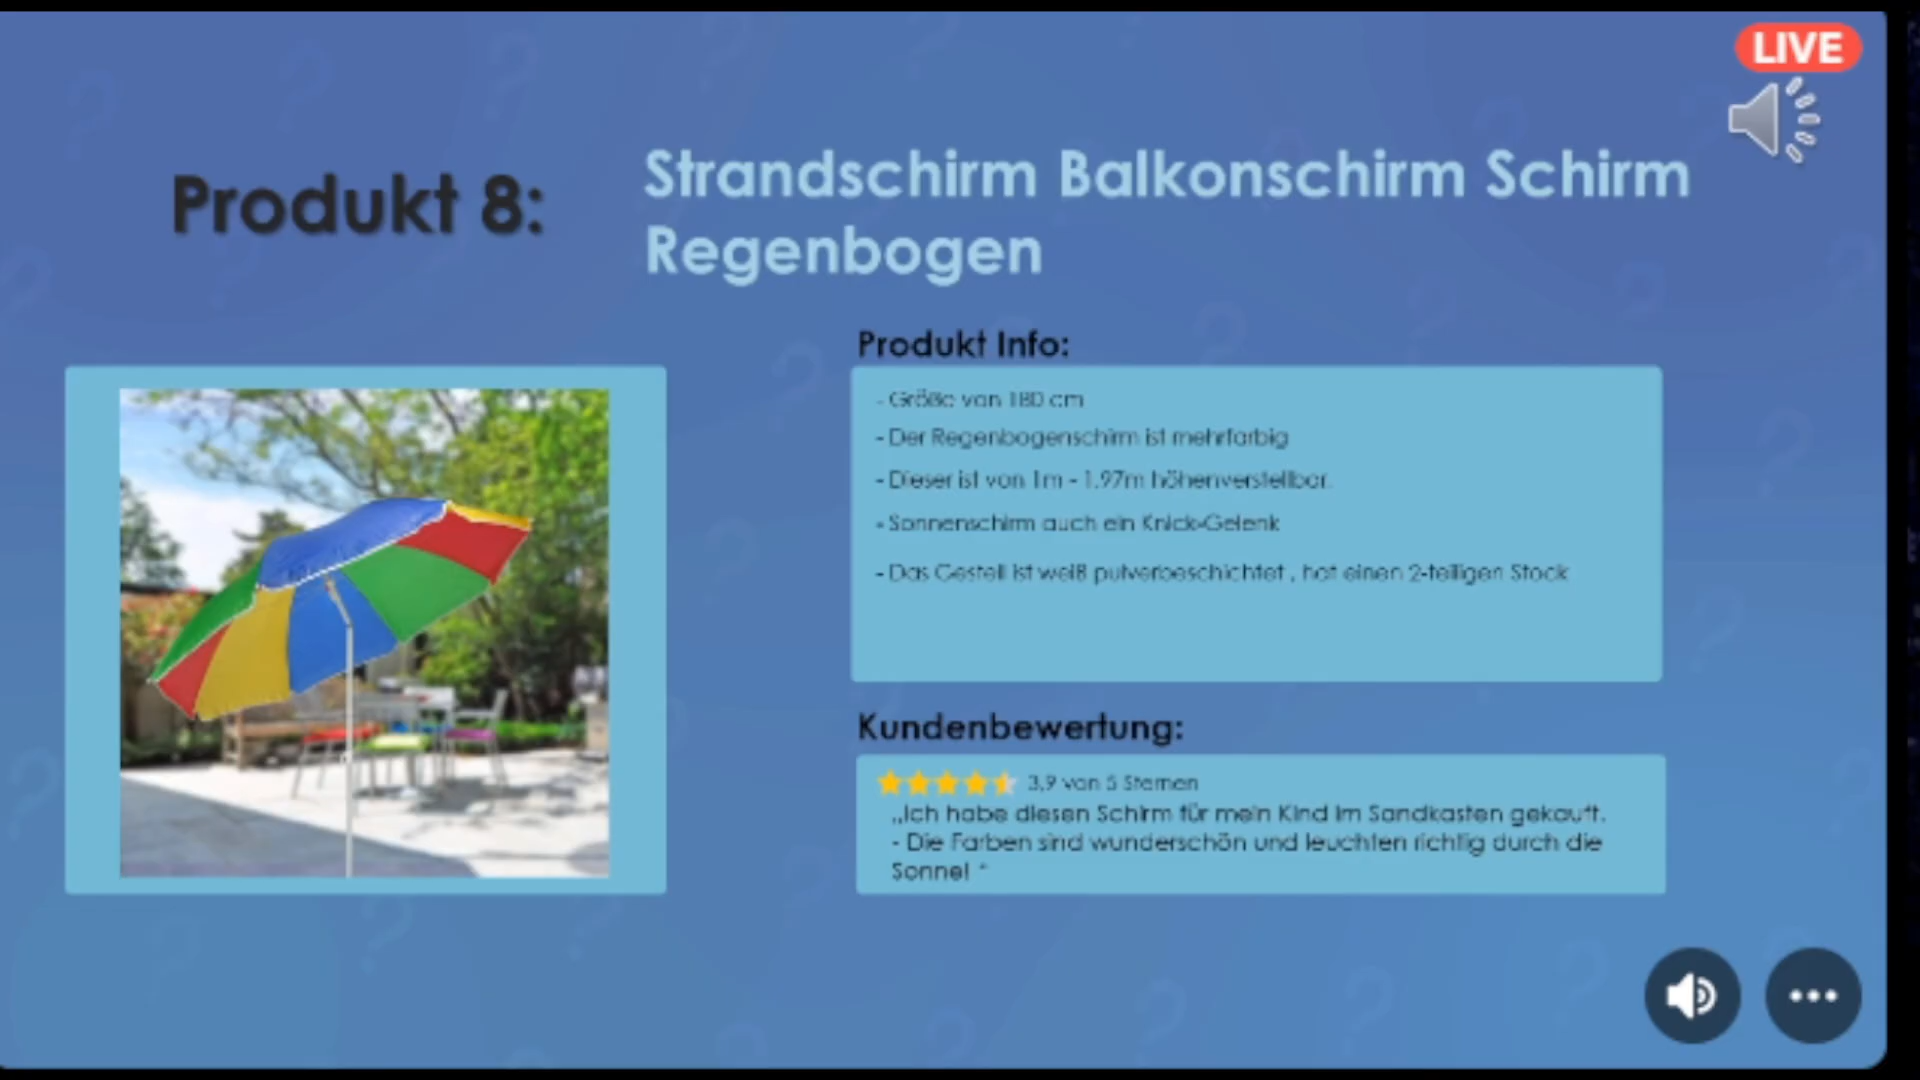 LIVE
Produkt 8:
Strandschirm Balkonschirm Schirm
Regenbogen
Produkt Info:
- Größe von 180 cm
- Der Regenbogenschirm ist mehrfarbig
- Dieser ist von 1m - 1.97m höhenverstellbar.
- Sonnenschirm auch ein Knick-Gelenk
- Das Gestell ist weiß pulverbeschichtet , hat einen 2-teiligen Stock
Kundenbewertung:
3,9 von 5 Sternen
„Ich habe diesen Schirm für mein Kind im Sandkasten gekauft.
- Die Farben sind wunderschön und leuchten richtig durch die
Sonne! “